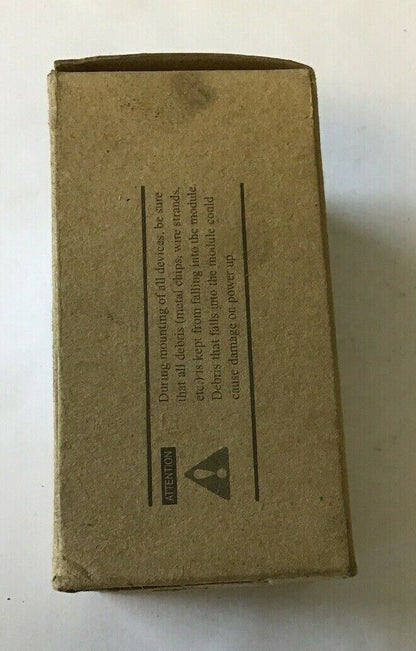 ATTENTION
During mounting of all devices, be sure
that all debris (metal chips, wire strands,
etc.) is kept from falling into the module.
Debris that falls into the module could
cause damage on power up